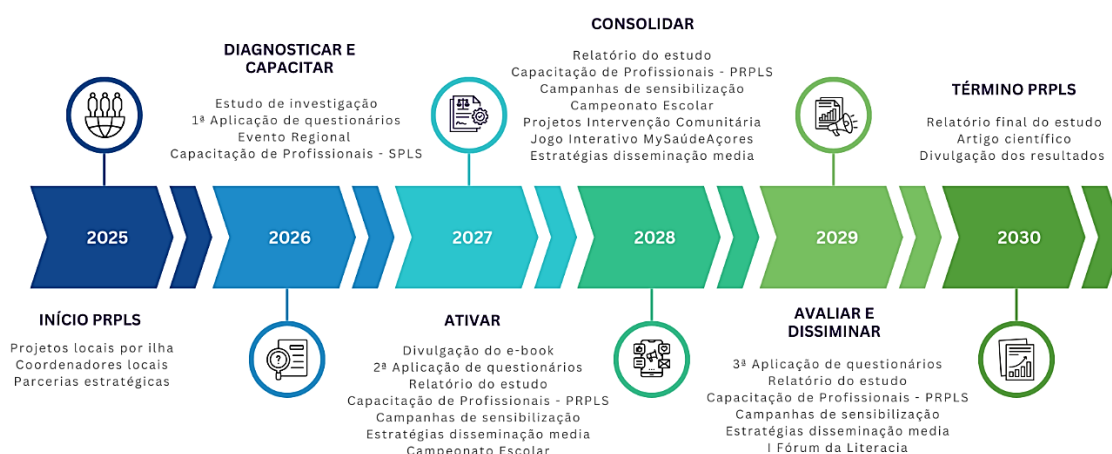 CONSOLIDAR
Relatório do estudo
Capacitação de Profissionais - PRPLS
Campanhas de sensibilização
Campeonato Escolar
Projetos Intervenção Comunitária
Jogo Interativo MySaúdeAçores
Estratégias disseminação media
DIAGNOSTICAR E
CAPACITAR
Estudo de investigação
1ª Aplicação de questionários
Evento Regional
Capacitação de Profissionais - SPLS
TÉRMINO PRPLS
Relatório final do estudo
Artigo científico
Divulgação dos resultados
2025
2026
2027
2028
2029
2030
INÍCIO PRPLS
Projetos locais por ilha
Coordenadores locais
Parcerias estratégicas
ATIVAR
Divulgação do e-book
2ª Aplicação de questionários
Relatório do estudo
Capacitação de Profissionais - PRPLS
Campanhas de sensibilização
Estratégias disseminação media
Campeonato Escolar
AVALIAR E
DISSIMINAR
3ª Aplicação de questionários
Relatório do estudo
Capacitação de Profissionais - PRPLS
Campanhas de sensibilização
Estratégias disseminação media
I Fórum da Literacia